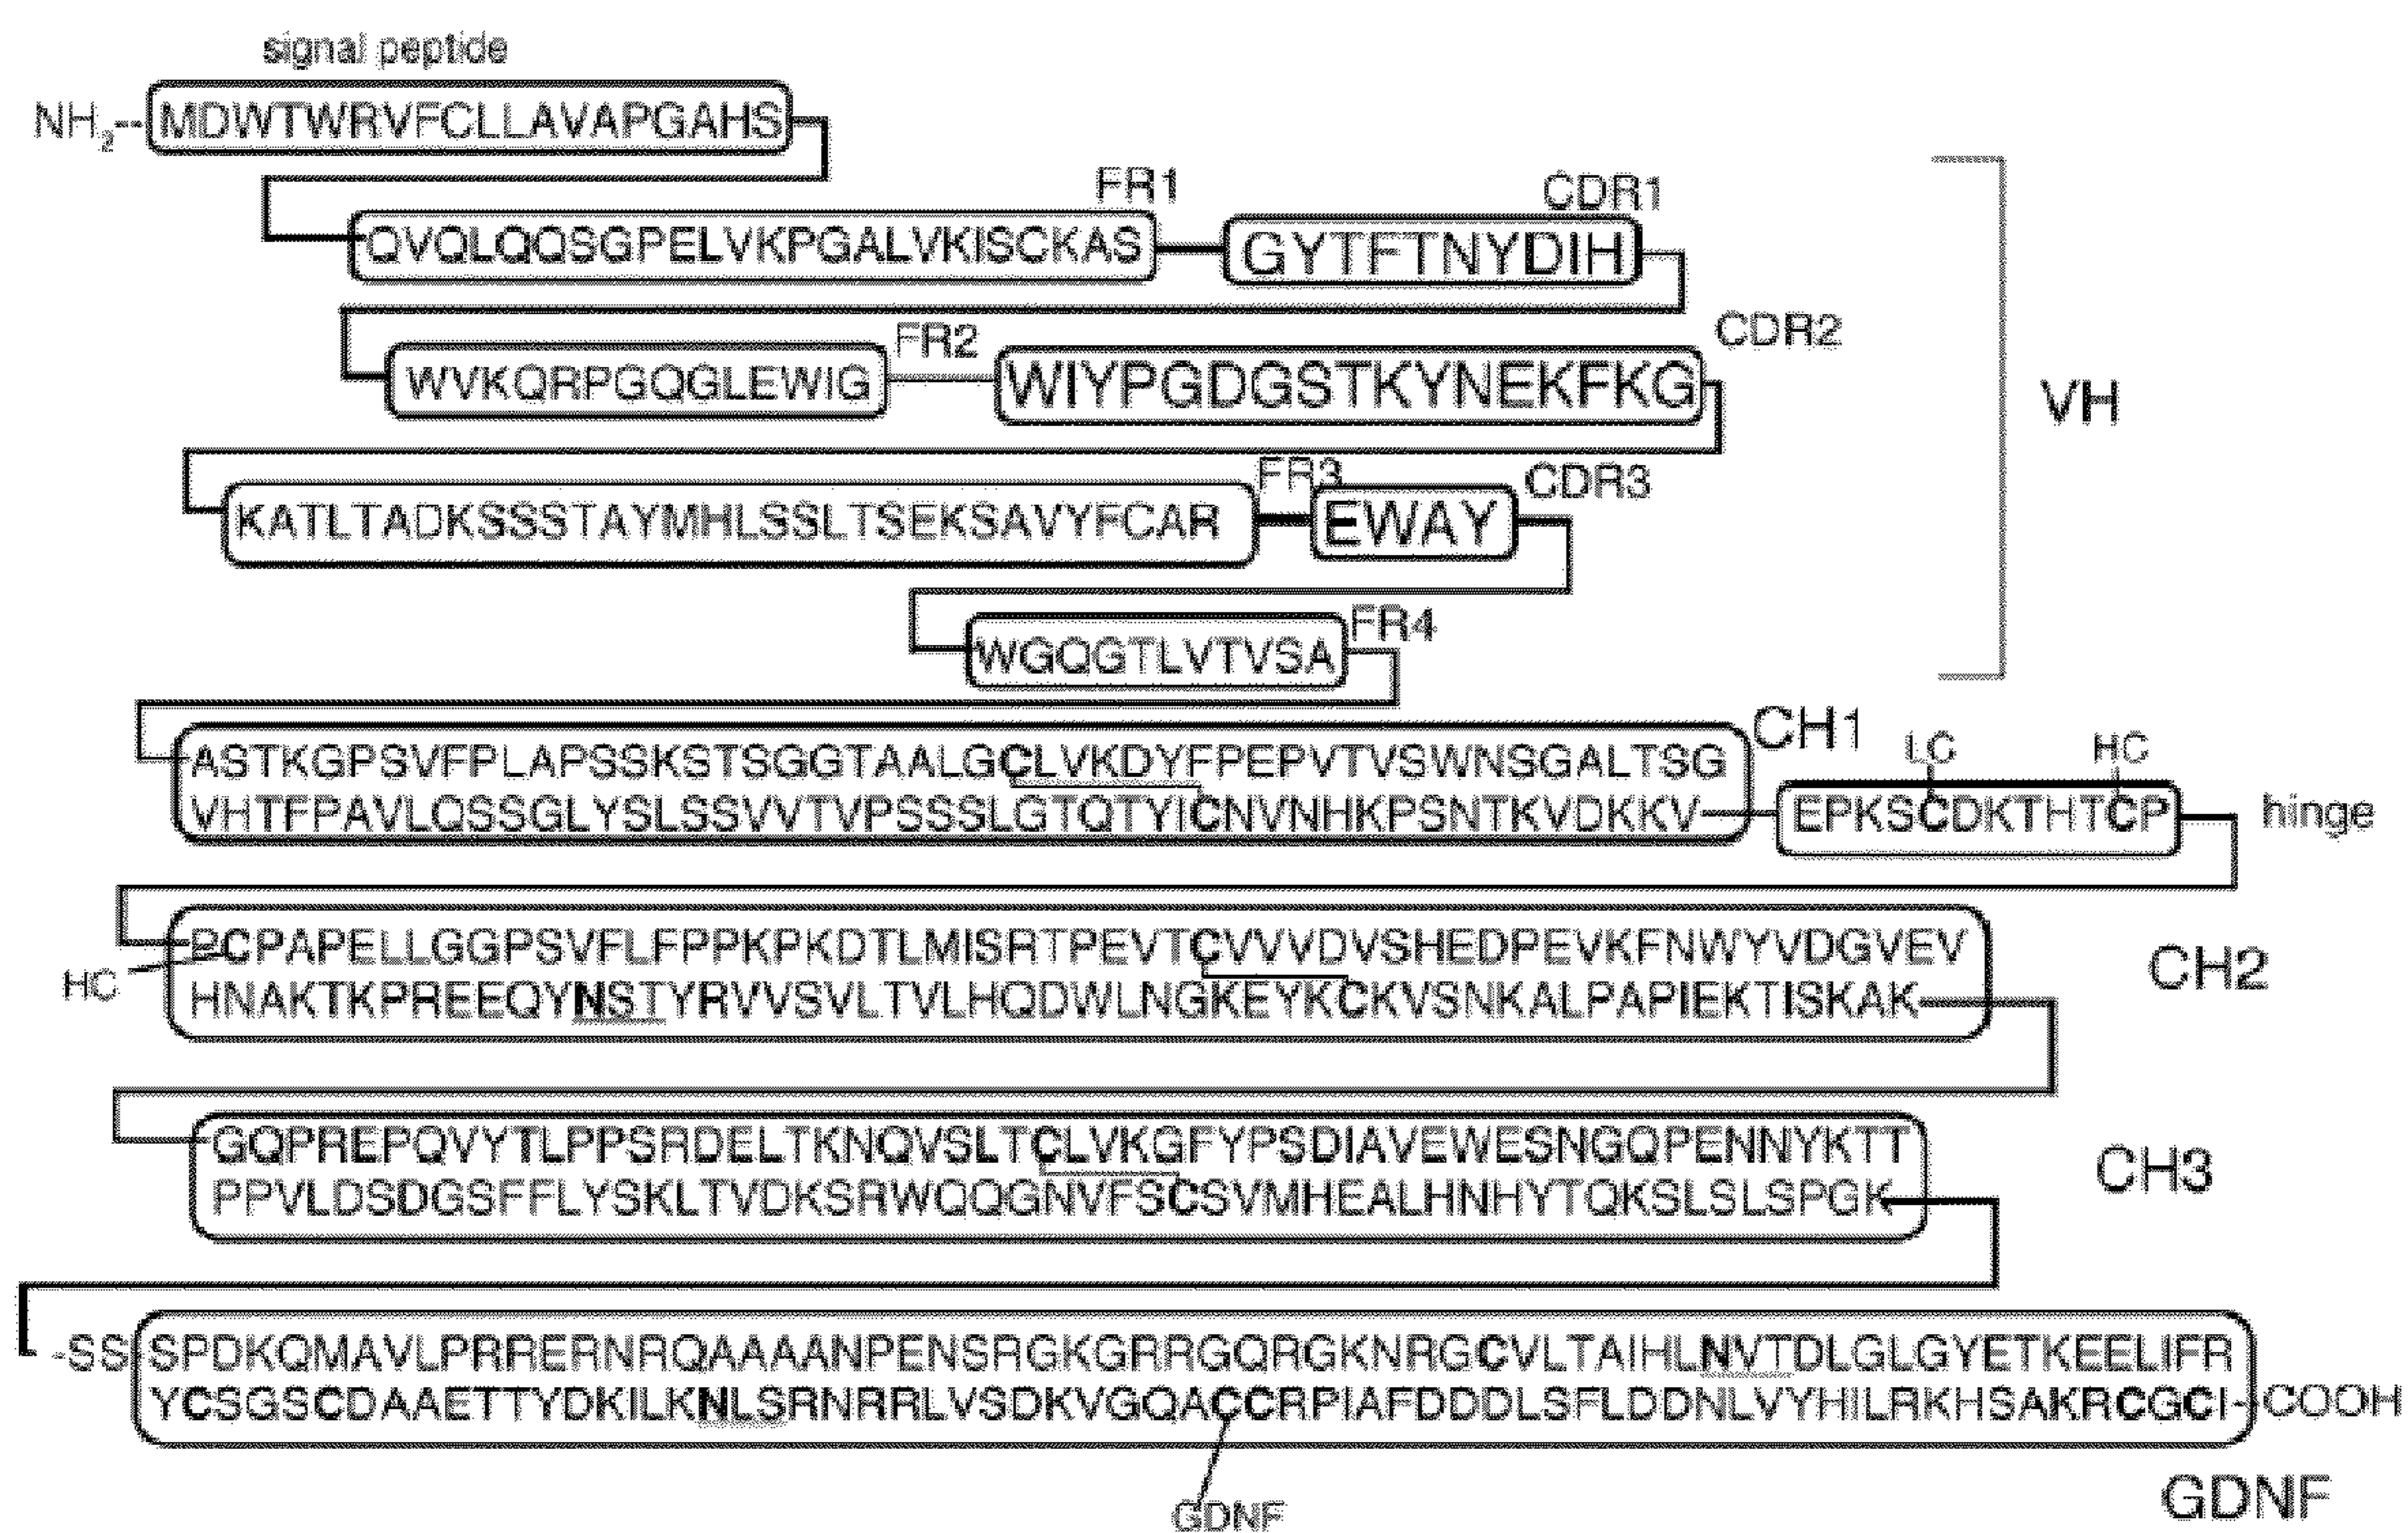 signal peptide
NH2--MDWTWRVFCLLAVAPGAHS
FR1 CDR1
QVQLQQSGPELVKPGALVKISCKAS GYTFTNYDIH
FR2 CDR2
WVKQRPGQGLEWIG WIYPGDGSTKYNEKFKG
VH
FR3 CDR3
KATLTADKSSSTAYMHLSSLTSEKSAVYFCAR EWAY
FR4
WGQGTLVTVSA
CH1 LC HC
ASTKGPSVFPLAPSSKSTSGGTAALGCLVKDYFPEPVTVSWNSGALTSG
VHTFPAVLQSSGLYSLSSVVTVPSSSLGTQTYICNVNHKPSNTKVDKKV EPKSCDKTHTCP hinge
PCPAPELLGGPSVFLFPPKPKDTLMISRTPEVTCVVVDVSHEDPEVKFNWYVDGVEV
HC CH2
HNAKTKPREEQYNSTYRVVSVLTVLHQDWLNGKEYKCKVSNKALPAPIEKTISKAK
GQPREPQVYTLPPSRDELTKNQVSLTCLVKGFYPSDIAVEWESNGQPENNYKTT
CH3
PPVLDSDGSFFLYSKLTVDKSRWQQGNVFSCSVMHEALHNHYTQKSLSLSPGK
-SS SPDKQMAVLPRRERNRQAAAANPENSRGKGRRGQRGKNRGCVLTAIHLNVTDLGLGYETKEELIFR
YCSGSCDAAETTYDKILKNLSRNRRLVSDKVGQACCRPIAFDDDLSFLDDNLVYHILRKHSAKRCGCI--COOH
GDNF
GDNF